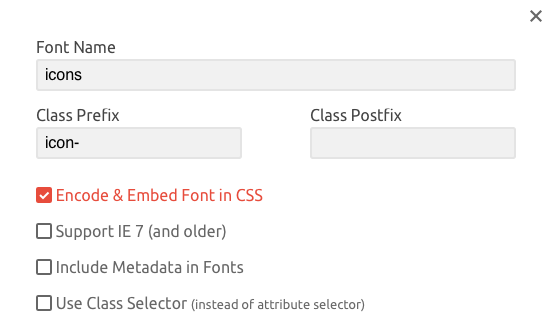 Font Name
icons
Class Prefix
Class Postfix
icon-
Encode & Embed Font in CSS
Support IE 7 (and older)
Include Metadata in Fonts
Use Class Selector (instead of attribute selector)